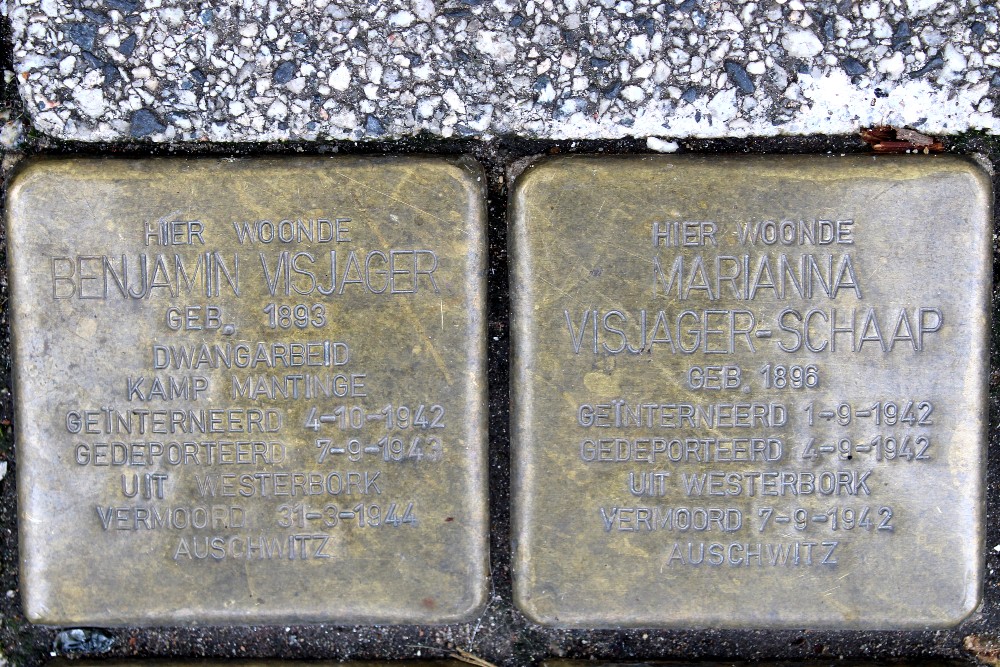 HIER WOONDE
BENJAMIN VISJAGER
GEB. 1893
DWANGARBEID
KAMP MANTINGE
GEÏNTERNEERD 4-10-1942
GEDEPORTEERD 7-9-1943
UIT WESTERBORK
VERMOORD 31-3-1944
AUSCHWITZ
HIER WOONDE
MARIANNA
VISJAGER-SCHAAP
GEB. 1896
GEÏNTERNEERD 1-9-1942
GEDEPORTEERD 4-9-1942
UIT WESTERBORK
VERMOORD 7-9-1942
AUSCHWITZ